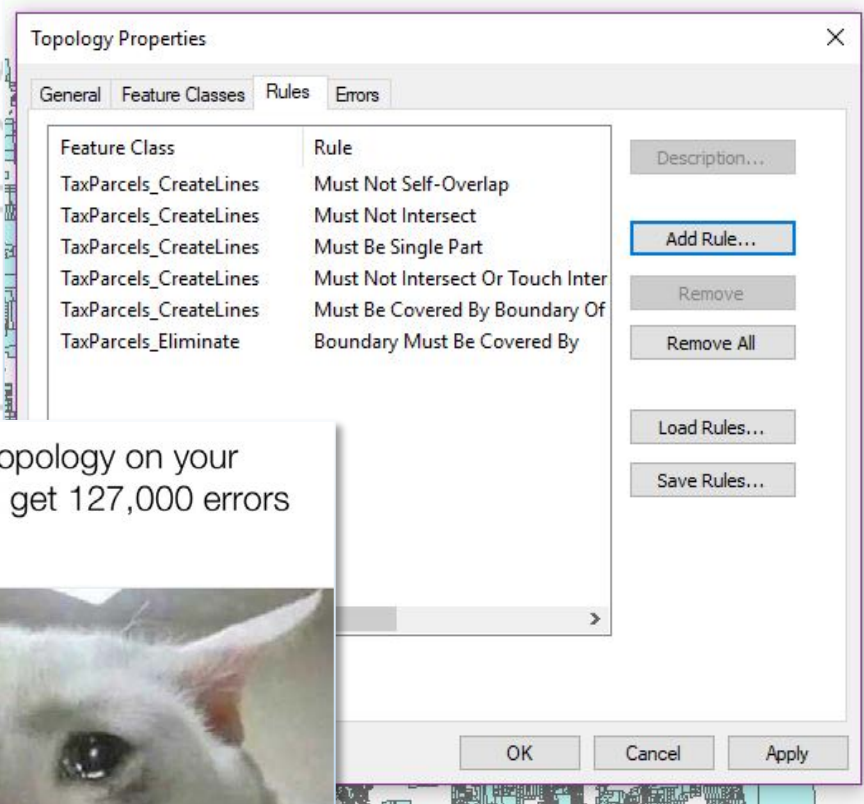 Topology Properties
General Feature Classes Rules Errors
Feature Class Rule
TaxParcels_CreateLines Must Not Self-Overlap
TaxParcels_CreateLines Must Not Intersect
TaxParcels_CreateLines Must Be Single Part
TaxParcels_CreateLines Must Not Intersect Or Touch Inter
TaxParcels_CreateLines Must Be Covered By Boundary Of
TaxParcels_Eliminate Boundary Must Be Covered By
Description...
Add Rule...
Remove
Remove All
Load Rules...
Save Rules...
opology on your
get 127,000 errors
OK Cancel Apply